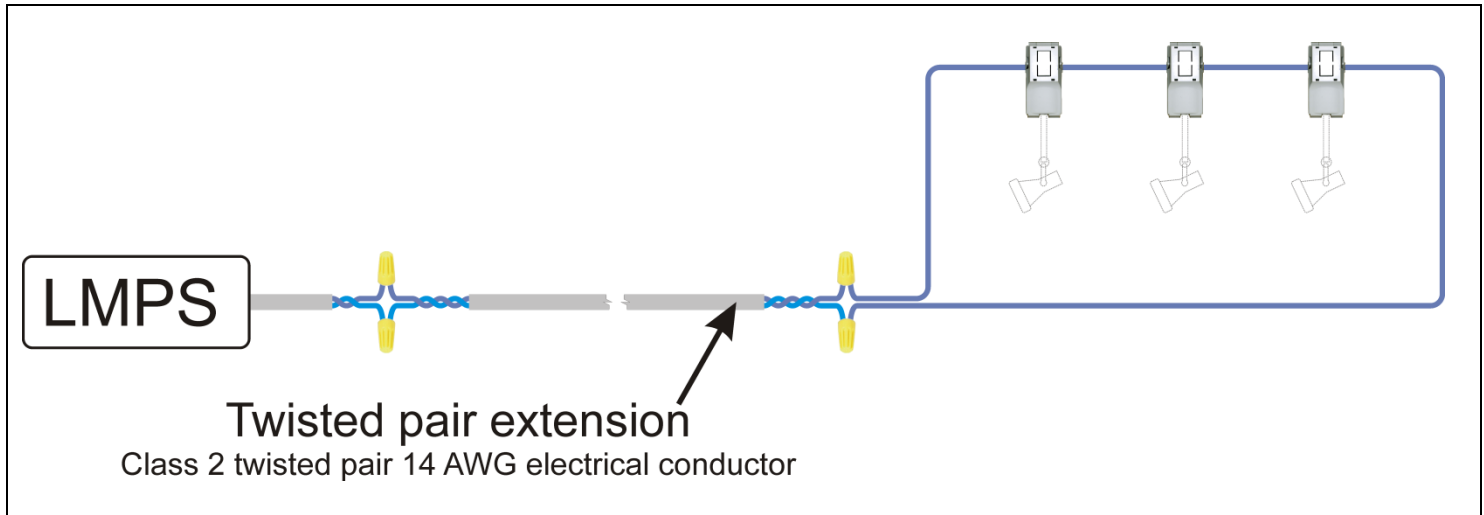 LMPS
Twisted pair extension
Class 2 twisted pair 14 AWG electrical conductor